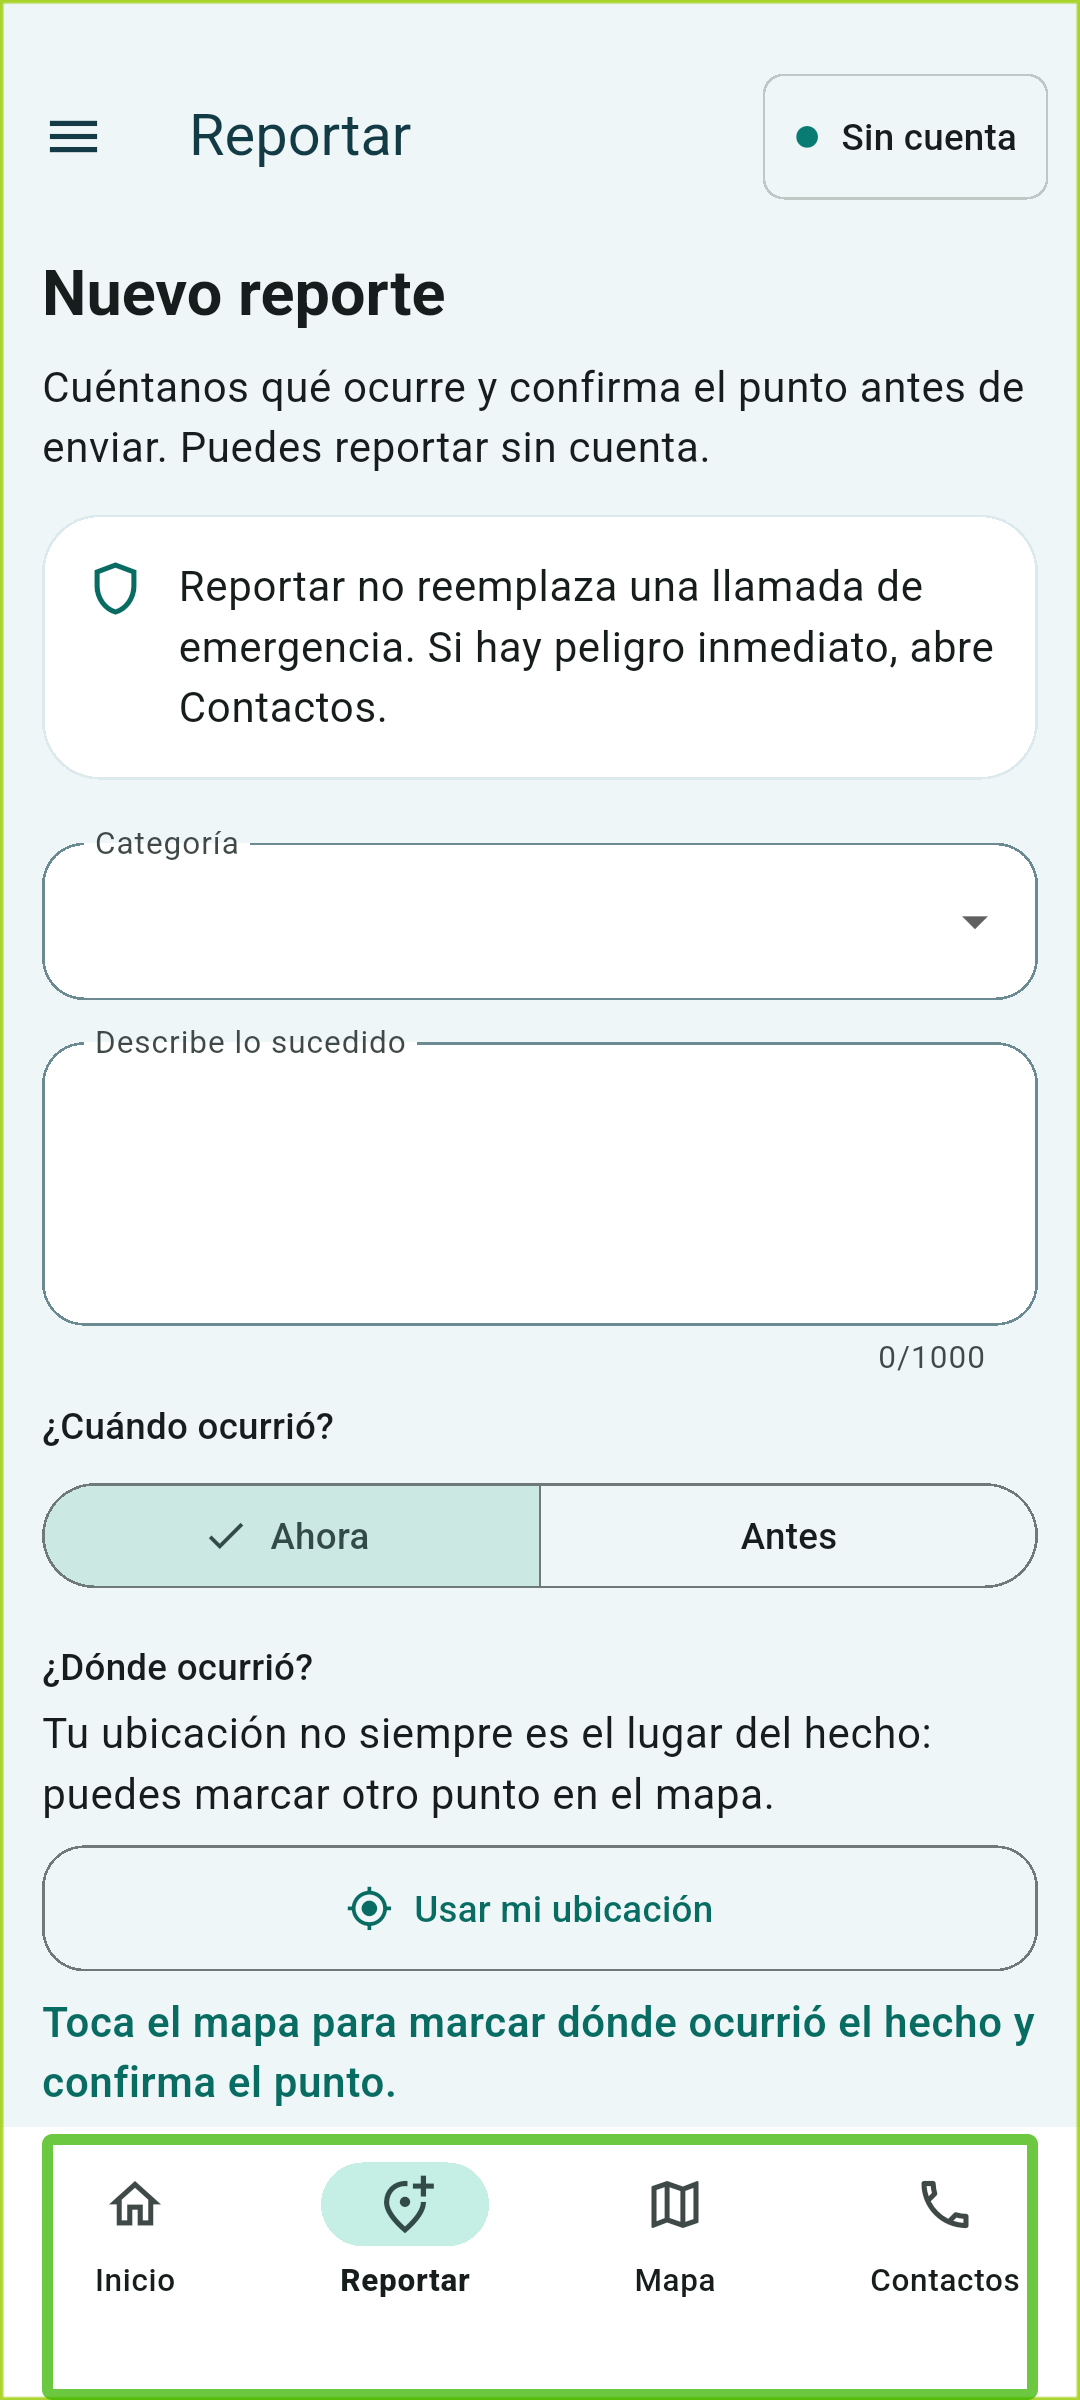 Reportar
Sin cuenta
Nuevo reporte
Cuéntanos qué ocurre y confirma el punto antes de
enviar. Puedes reportar sin cuenta.
Reportar no reemplaza una llamada de
emergencia. Si hay peligro inmediato, abre
Contactos.
Categoría
Describe lo sucedido
0/1000
¿Cuándo ocurrió?
Ahora
Antes
¿Dónde ocurrió?
Tu ubicación no siempre es el lugar del hecho:
puedes marcar otro punto en el mapa.
Usar mi ubicación
Toca el mapa para marcar dónde ocurrió el hecho y
confirma el punto.
Inicio
Reportar
Mapa
Contactos